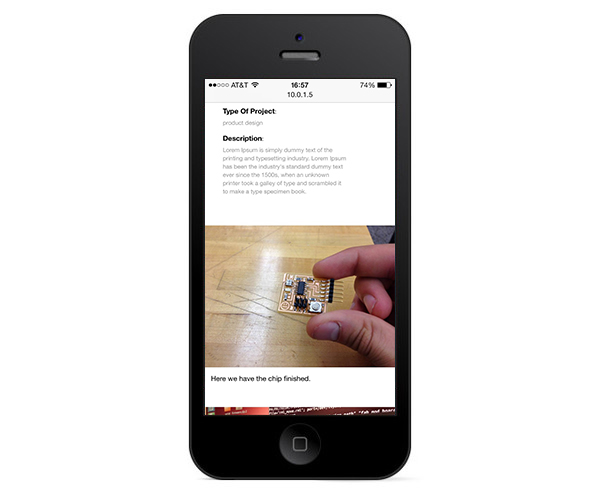 AT&T 16:57 74%
10.0.1.5
Type Of Project:
product design
Description:
Lorem Ipsum is simply dummy text of the
printing and typesetting industry. Lorem Ipsum
has been the industry's standard dummy text
ever since the 1500s, when an unknown
printer took a galley of type and scrambled it
to make a type specimen book.
Here we have the chip finished.